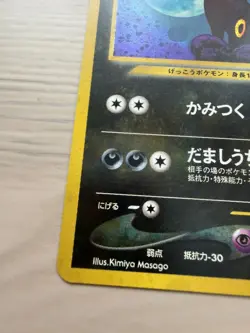 げっこうポケモン：身長1
かみつく
だましうち
相手の場のポケモン
抵抗力・特殊能力・そ
にげる
弱点
抵抗力-30
Illus.Kimiya Masago